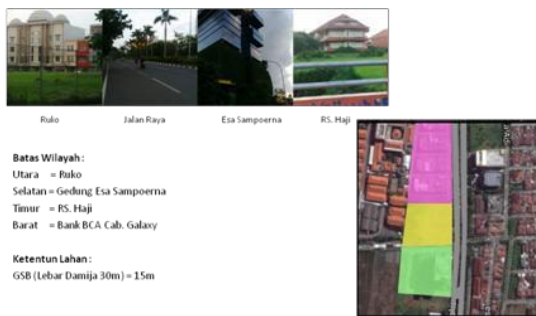 Ruko
Jalan Raya
Esa Sampoerna
RS. Haji
Batas Wilayah :
Utara = Ruko
Selatan = Gedung Esa Sampoerna
Timur = RS. Haji
Barat = Bank BCA Cab. Galaxy
Ketentun Lahan :
GSB (Lebar Damija 30m) = 15m